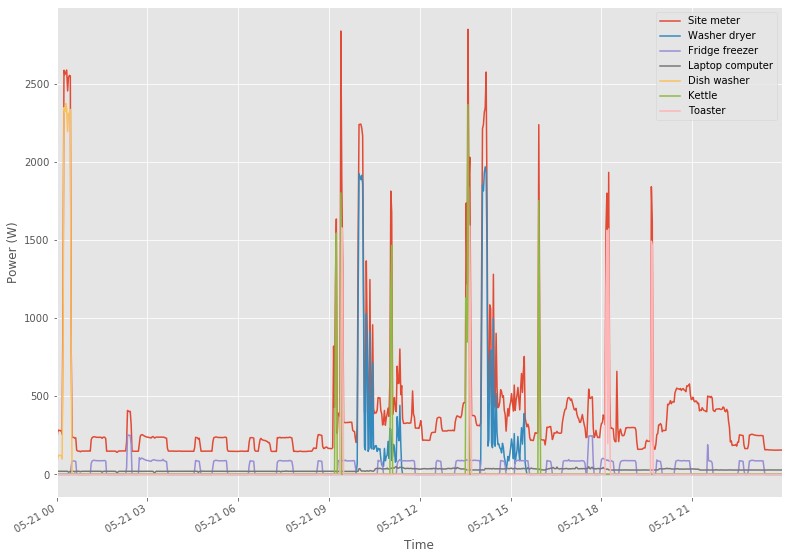 Site meter
Washer dryer
Fridge freezer
Laptop computer
Dish washer
Kettle
Toaster
2500
2000
1500
1000
500
0
Power (W)
05-21 00
05-21 03
05-21 06
05-21 09
05-21 12
05-21 15
05-21 18
05-21 21
Time